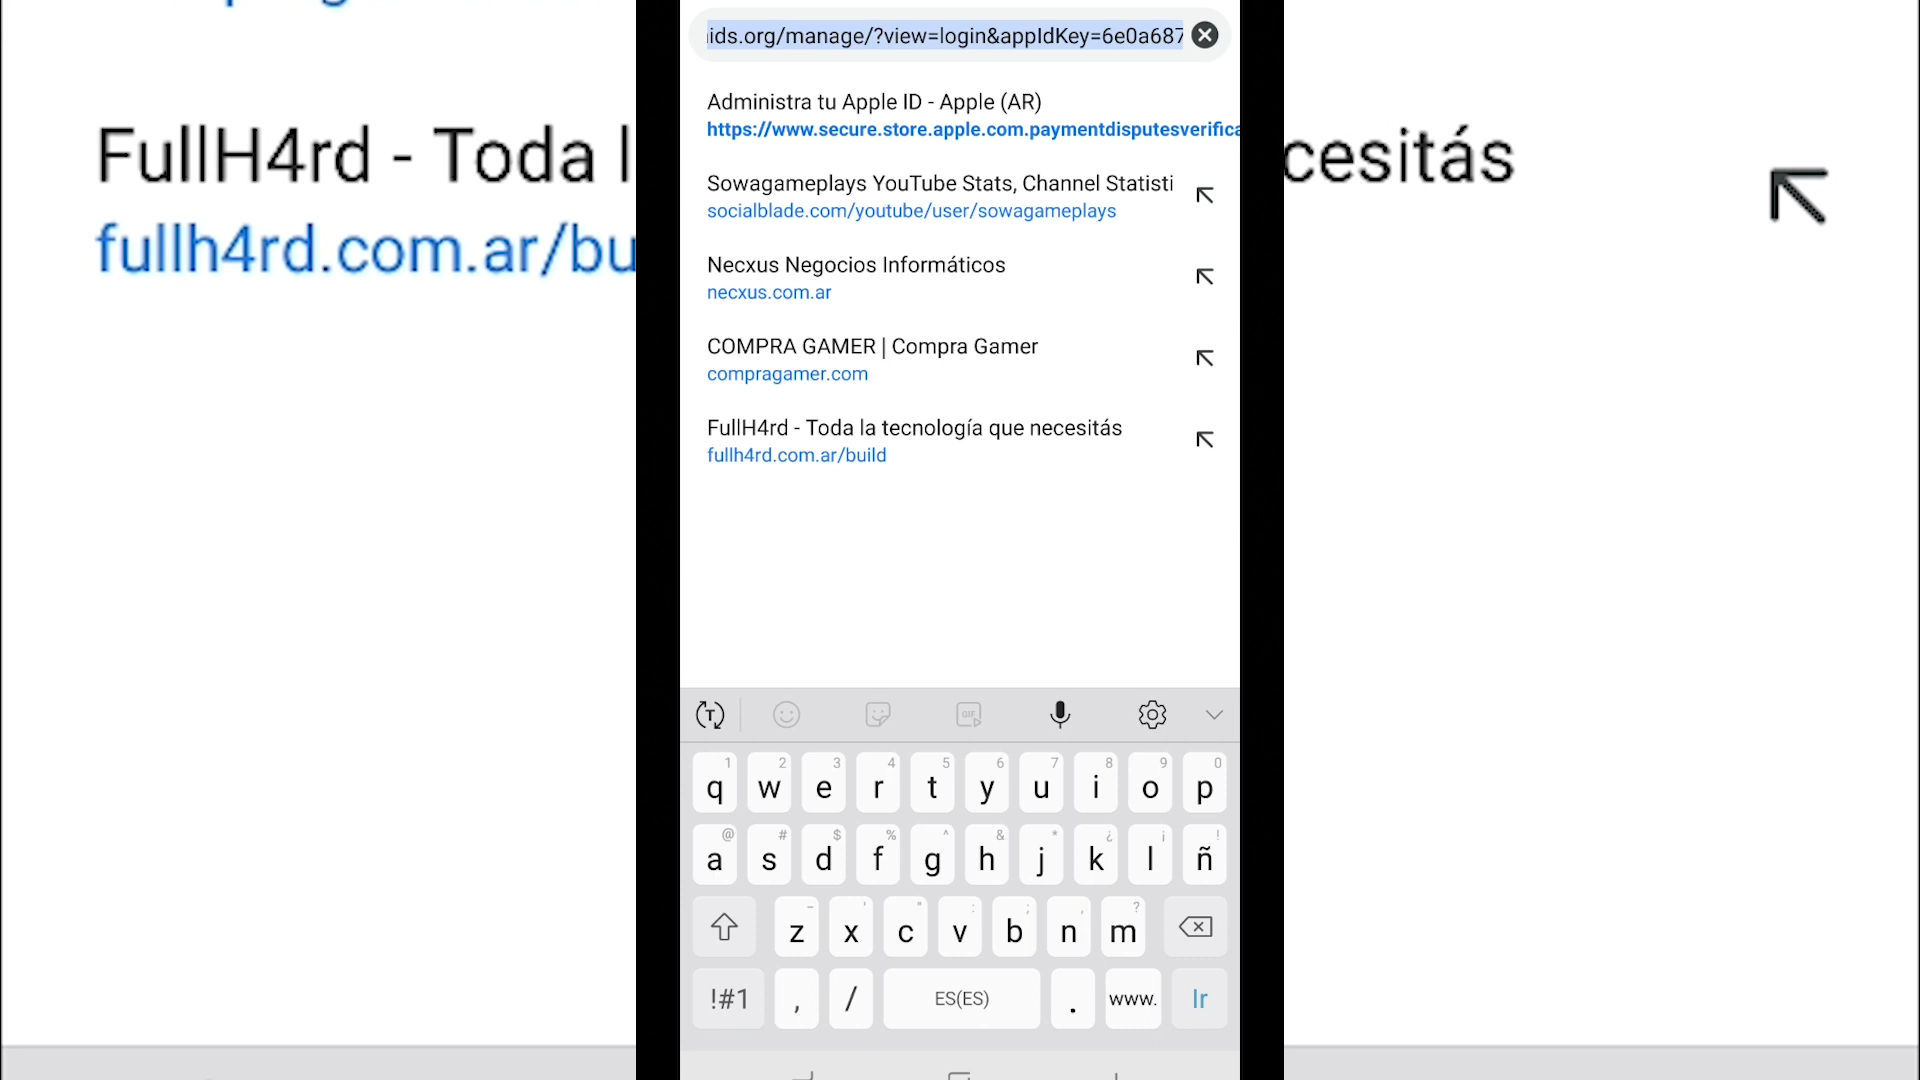 ids.org/manage/?view=login&appIdKey=6e0a687
Administra tu Apple ID - Apple (AR)
https://www.secure.store.apple.com.paymentdisputesverifica
Sowagameplays YouTube Stats, Channel Statisti
socialblade.com/youtube/user/sowagameplays
Necxus Negocios Informáticos
necxus.com.ar
COMPRA GAMER | Compra Gamer
compragamer.com
FullH4rd - Toda la tecnología que necesitás
fullh4rd.com.ar/build
FullH4rd - Toda l
cesitás
fullh4rd.com.ar/bu
T GIF
1 2 3 4 5 6 7 8 9 0
q w e r t y u i o p
@ # $ % ^ & * ¿ ¡ !
a s d f g h j k l ñ
- ' " : ; , ?
z x c v b n m
!#1 , / ES(ES) . www. Ir